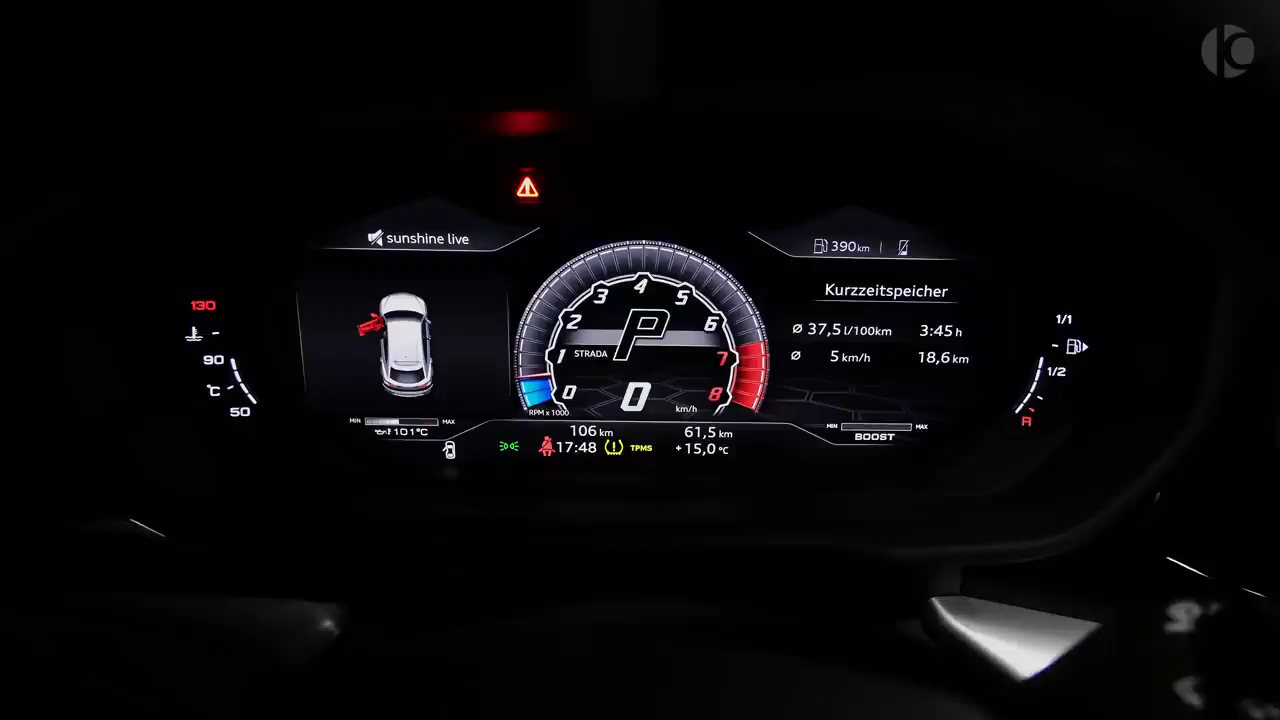 sunshine live
390 km
Kurzzeitspeicher
Ø 37,5 l/100km 3:45 h
Ø 5 km/h 18,6 km
130
90
°C
50
0
1
2
3
4
5
6
7
8
P
STRADA
0
km/h
RPM x 1000
1/1
1/2
R
MIN MAX
101°C
MIN MAX
BOOST
106 km 61,5 km
17:48 TPMS +15,0 °C